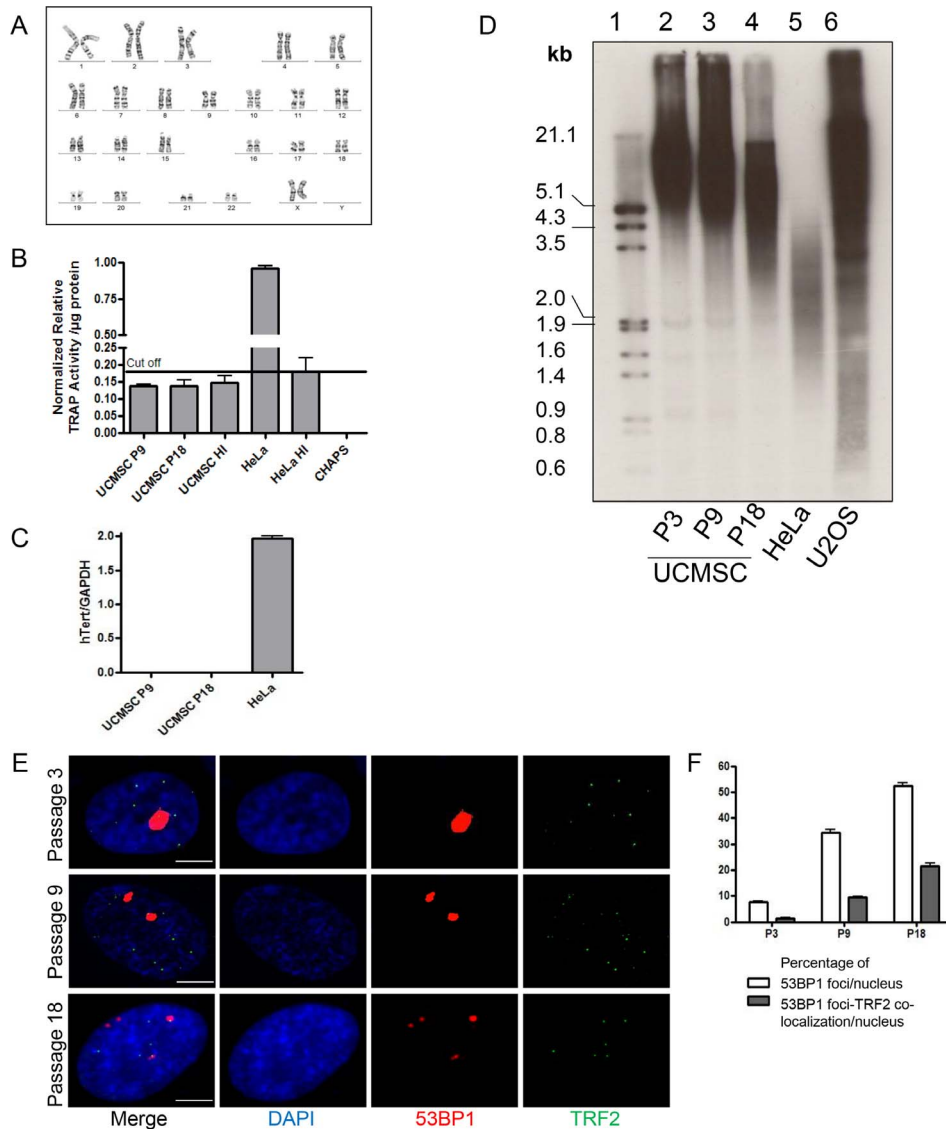 A
1 2 3 4 5
6 7 8 9 10 11 12
13 14 15 16 17 18
19 20 21 22 X Y
B
Normalized Relative
TRAP Activity /µg protein
1.00
0.75
0.50
0.25
0.20
0.15
0.10
0.05
0.00
Cut off
UCMSC P9
UCMSC P18
UCMSC HI
HeLa
HeLa HI
CHAPS
C
hTert/GAPDH
2.0
1.5
1.0
0.5
0.0
UCMSC P9
UCMSC P18
HeLa
D
1 2 3 4 5 6
kb
21.1
5.1
4.3
3.5
2.0
1.9
1.6
1.4
0.9
0.8
0.6
P3
P9
P18
HeLa
U2OS
UCMSC
E
Passage 3
Passage 9
Passage 18
Merge DAPI 53BP1 TRF2
F
60
50
40
30
20
10
0
P3 P9 P18
Percentage of
53BP1 foci/nucleus
53BP1 foci-TRF2 co-
localization/nucleus